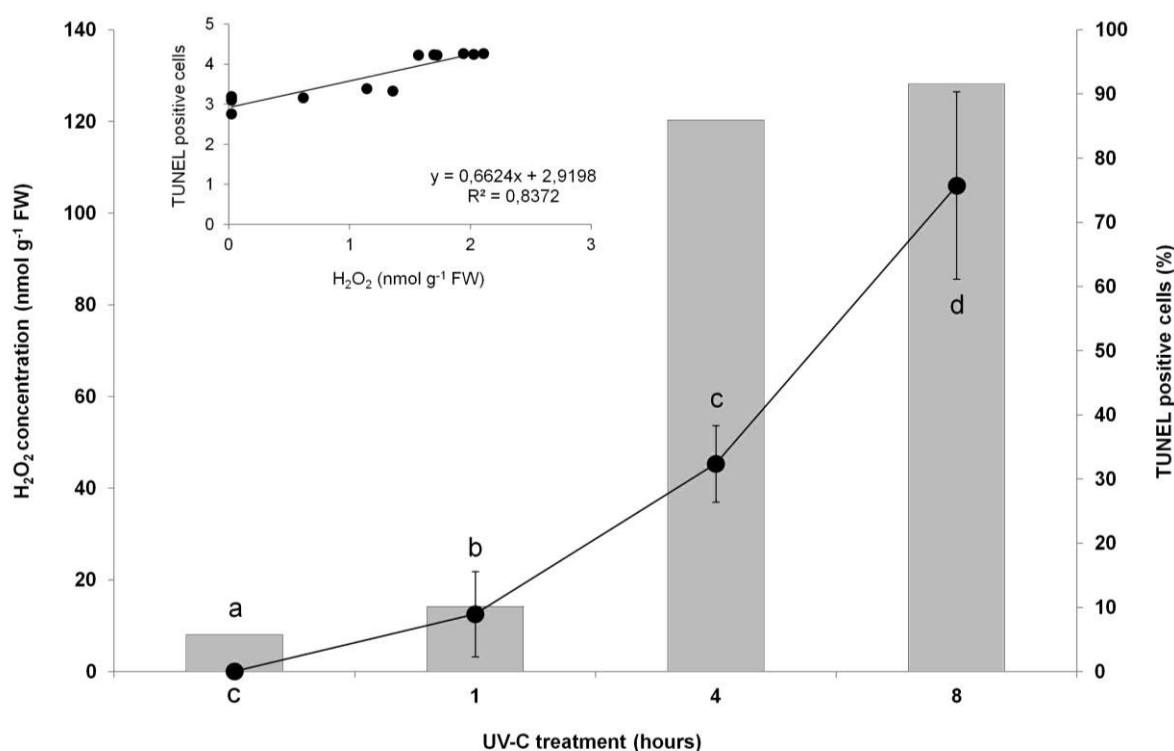 H₂O₂ concentration (nmol g⁻¹ FW)
140
120
100
80
60
40
20
0
TUNEL positive cells
5
4
3
2
1
0
y = 0,6624x + 2,9198
R² = 0,8372
0 1 2 3
H₂O₂ (nmol g⁻¹ FW)
a
b
c
d
100
90
80
70
60
50
40
30
20
10
0
TUNEL positive cells (%)
C 1 4 8
UV-C treatment (hours)